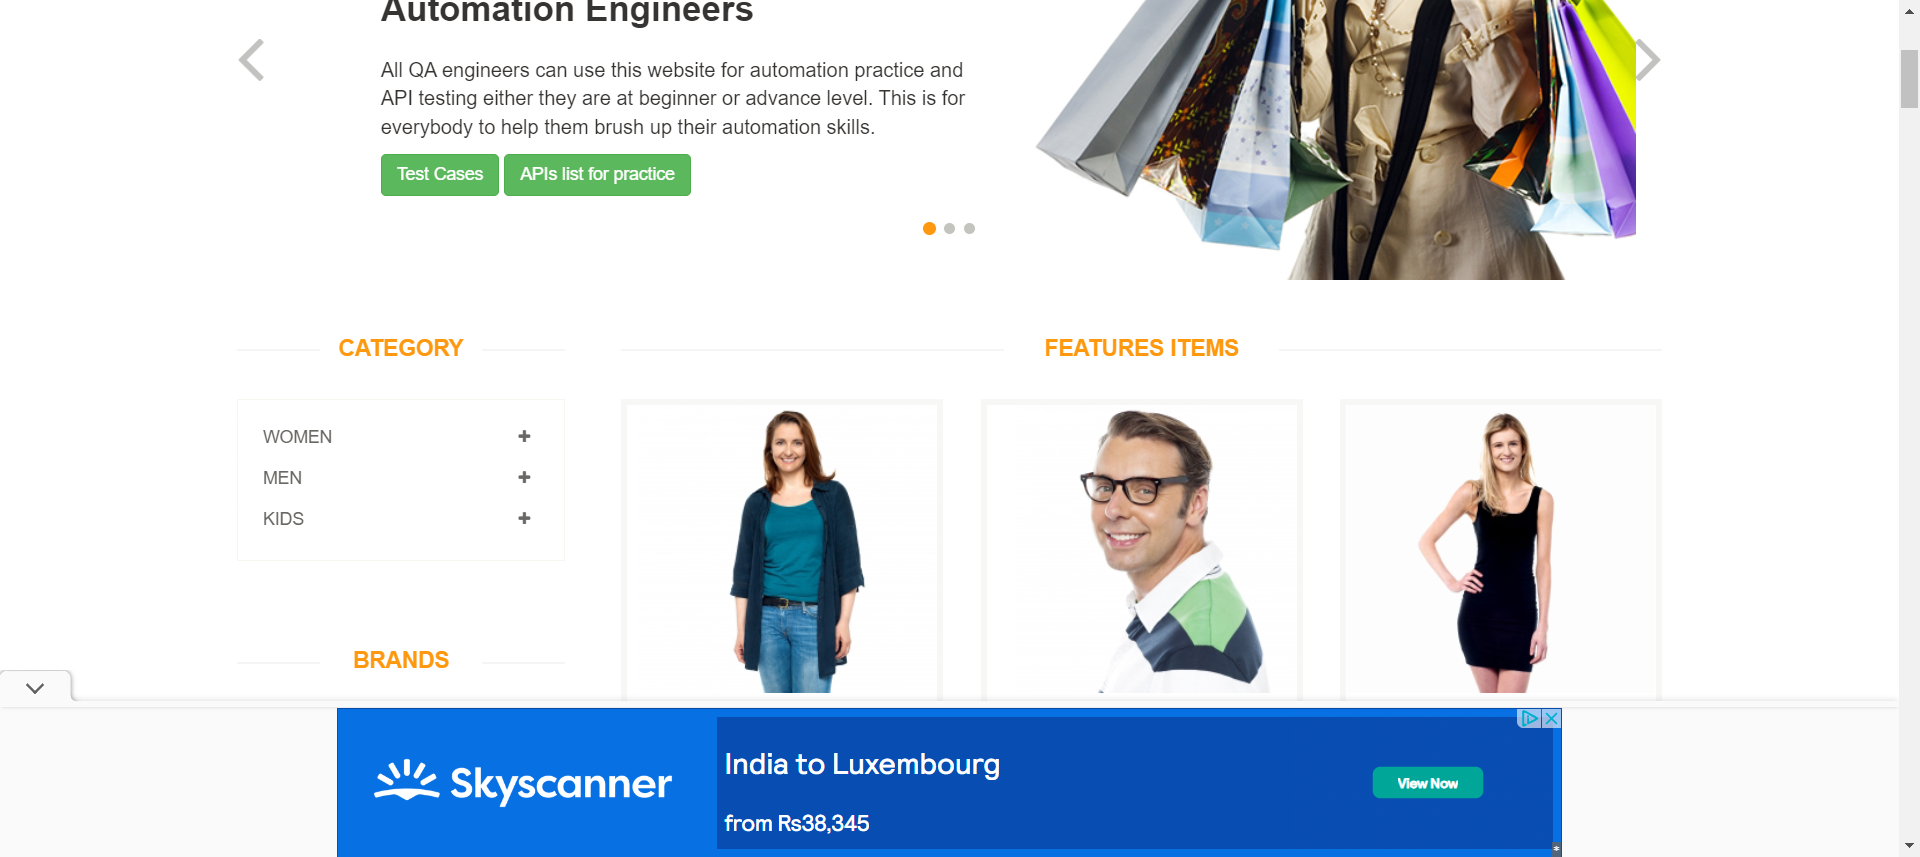 Automation Engineers
All QA engineers can use this website for automation practice and
API testing either they are at beginner or advance level. This is for
everybody to help them brush up their automation skills.
Test Cases
APIs list for practice
CATEGORY
WOMEN
MEN
KIDS
BRANDS
FEATURES ITEMS
Skyscanner
India to Luxembourg
from Rs38,345
View Now